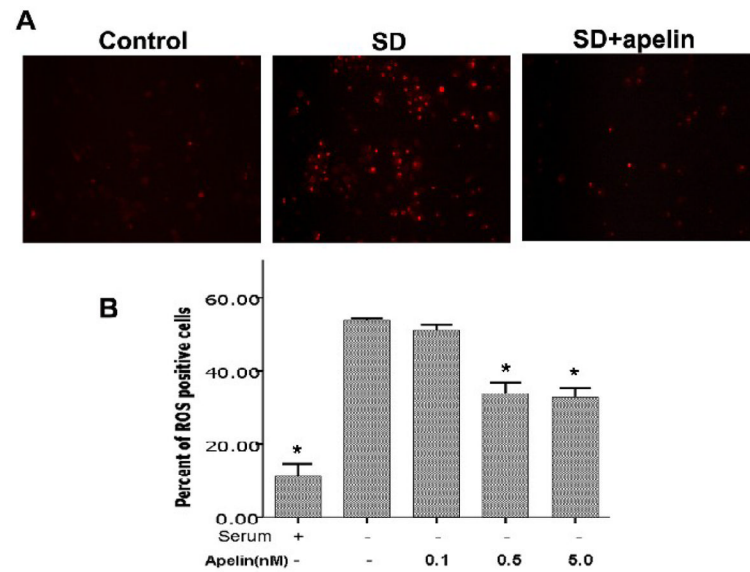 A
Control SD SD+apelin
B
Percent of ROS positive cells
60.00
40.00
20.00
0.00
* * *
Serum + - - - -
Apelin(nM) - - 0.1 0.5 5.0